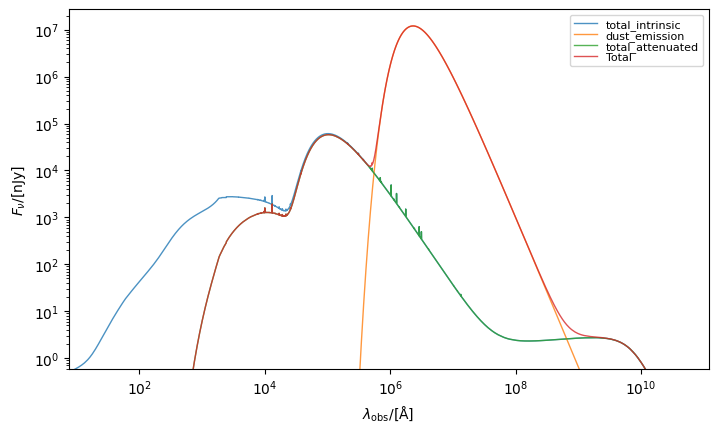 total_intrinsic
dust_emission
total_attenuated
Total
10^7
10^6
10^5
10^4
10^3
10^2
10^1
10^0
F_ν/[nJy]
10^2 10^4 10^6 10^8 10^10
λ_obs/[Å]